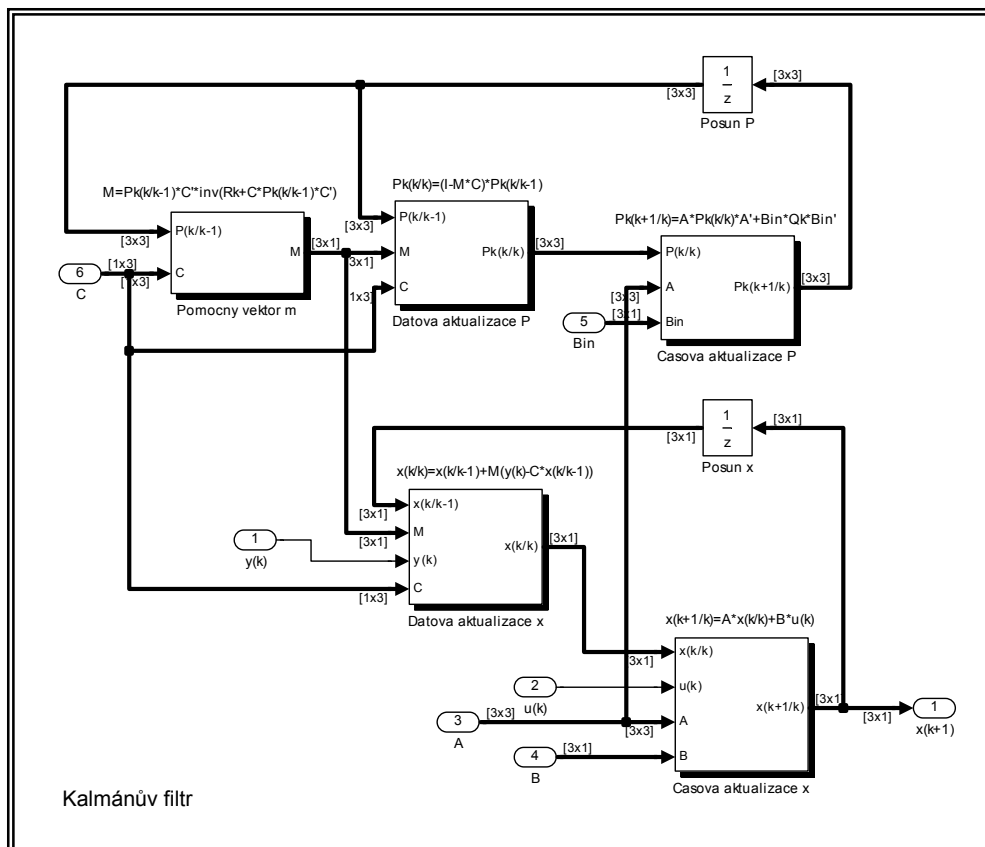 [3x3]
1
z
[3x3]
Posun P
M=Pk(k/k-1)*C'*inv(Rk+C*Pk(k/k-1)*C')
Pk(k/k)=(I-M*C)*Pk(k/k-1)
Pk(k+1/k)=A*Pk(k/k)*A'+Bin*Qk*Bin'
P(k/k-1)
[3x3]
M
[3x1]
[1x3]
6
C
[1x3]
C
Pomocny vektor m
P(k/k-1)
[3x3]
M
[3x1]
C
[1x3]
Pk(k/k)
[3x3]
Datova aktualizace P
P(k/k)
A
[3x3]
Pk(k+1/k)
[3x3]
5
Bin
[3x1]
Bin
Casova aktualizace P
[3x1]
1
z
[3x1]
Posun x
x(k/k)=x(k/k-1)+M(y(k)-C*x(k/k-1))
x(k/k-1)
[3x1]
M
[3x1]
1
y(k)
y(k)
x(k/k)
[3x1]
C
[1x3]
Datova aktualizace x
x(k+1/k)=A*x(k/k)+B*u(k)
x(k/k)
3x1]
2
u(k)
u(k)
3
A
[3x3]
A
[3x3]
x(k+1/k)
[3x1]
[3x1]
1
x(k+1)
4
B
[3x1]
B
Casova aktualizace x
Kalmánův filtr